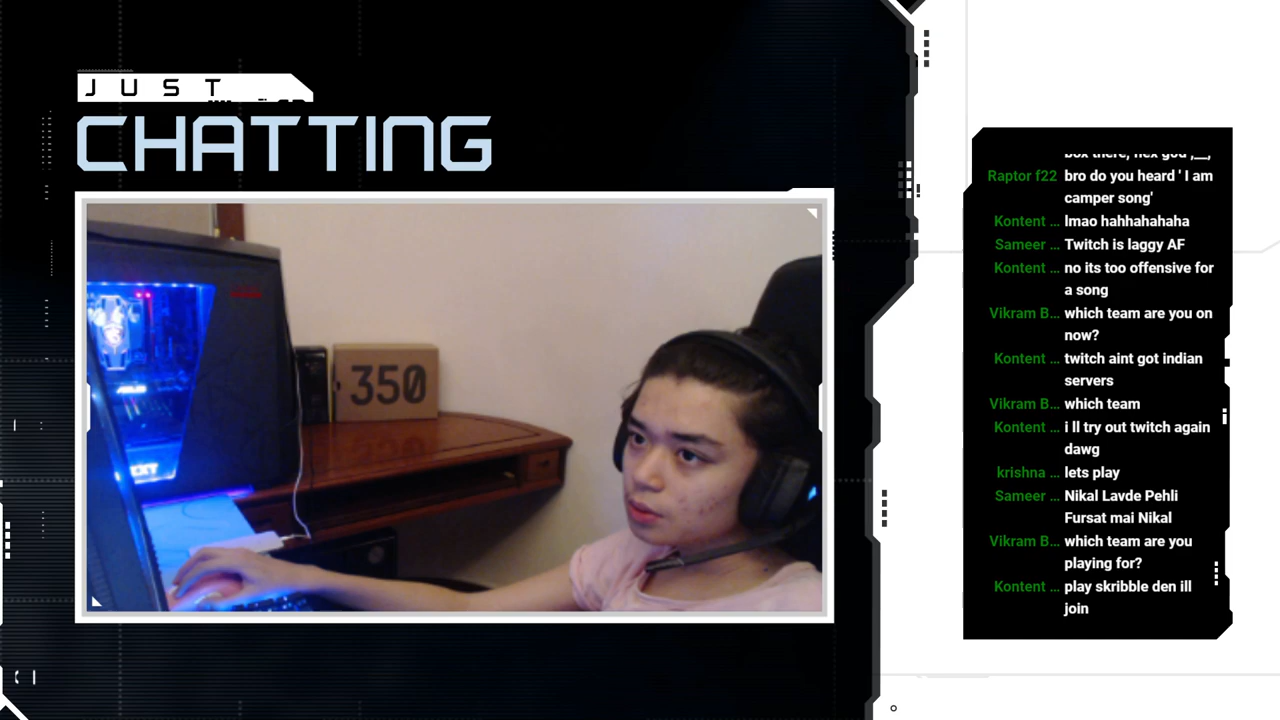 JUST
CHATTING
350
Raptor f22 bro do you heard ' I am
camper song'
Kontent ... lmao hahhahahaha
Sameer ... Twitch is laggy AF
Kontent ... no its too offensive for
a song
Vikram B... which team are you on
now?
Kontent ... twitch aint got indian
servers
Vikram B... which team
Kontent ... i ll try out twitch again
dawg
krishna ... lets play
Sameer ... Nikal Lavde Pehli
Fursat mai Nikal
Vikram B... which team are you
playing for?
Kontent ... play skribble den ill
join